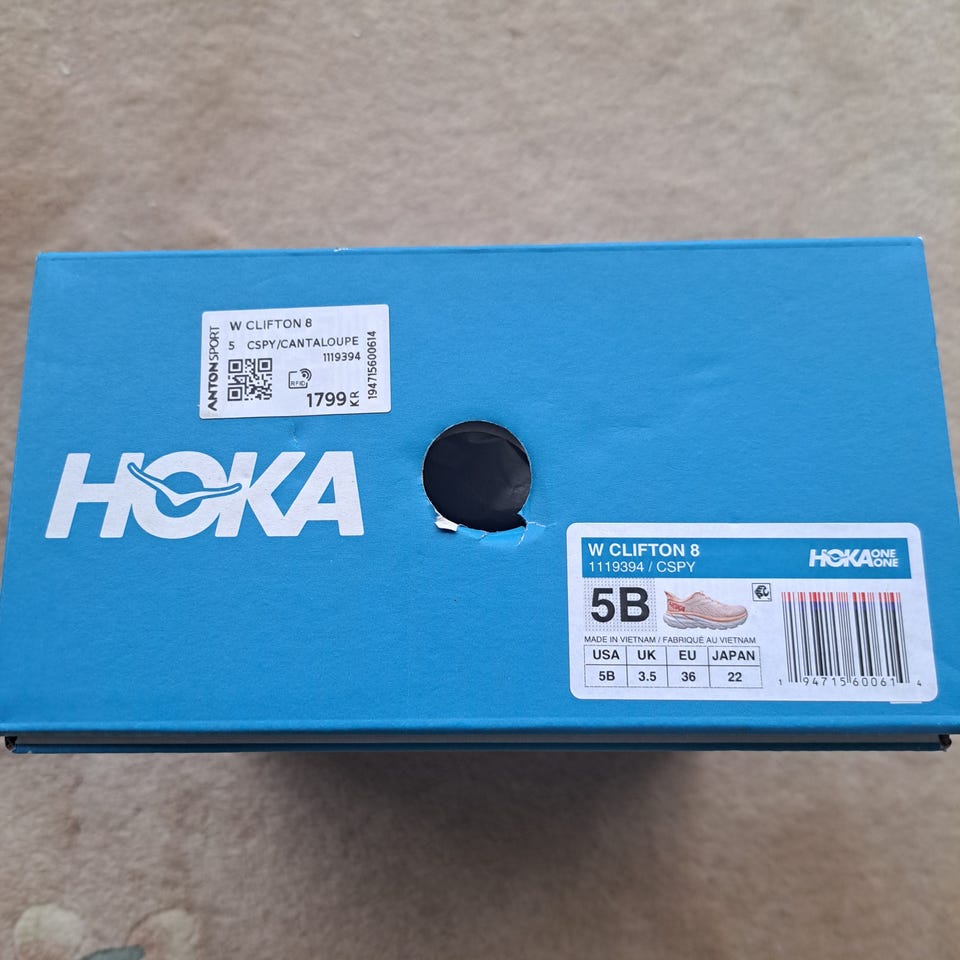 ANTON SPORT
W CLIFTON 8
5 CSPY/CANTALOUPE
1119394
RFID
1799 KR
194715600614
HOKA
W CLIFTON 8
1119394 / CSPY
HOKA ONE ONE
5B
MADE IN VIETNAM / FABRIQUÉ AU VIETNAM
USA UK EU JAPAN
5B 3.5 36 22
1 94715 60061 4